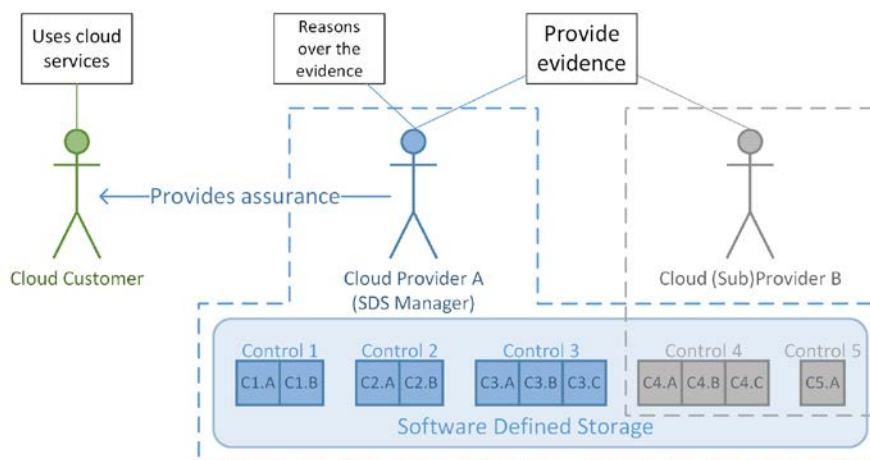 Uses cloud
services
Reasons
over the
evidence
Provide
evidence
Provides assurance
Cloud Customer
Cloud Provider A
(SDS Manager)
Cloud (Sub)Provider B
Control 1
Control 2
Control 3
Control 4
Control 5
C1.A C1.B
C2.A C2.B
C3.A C3.B C3.C
C4.A C4.B C4.C
C5.A
Software Defined Storage